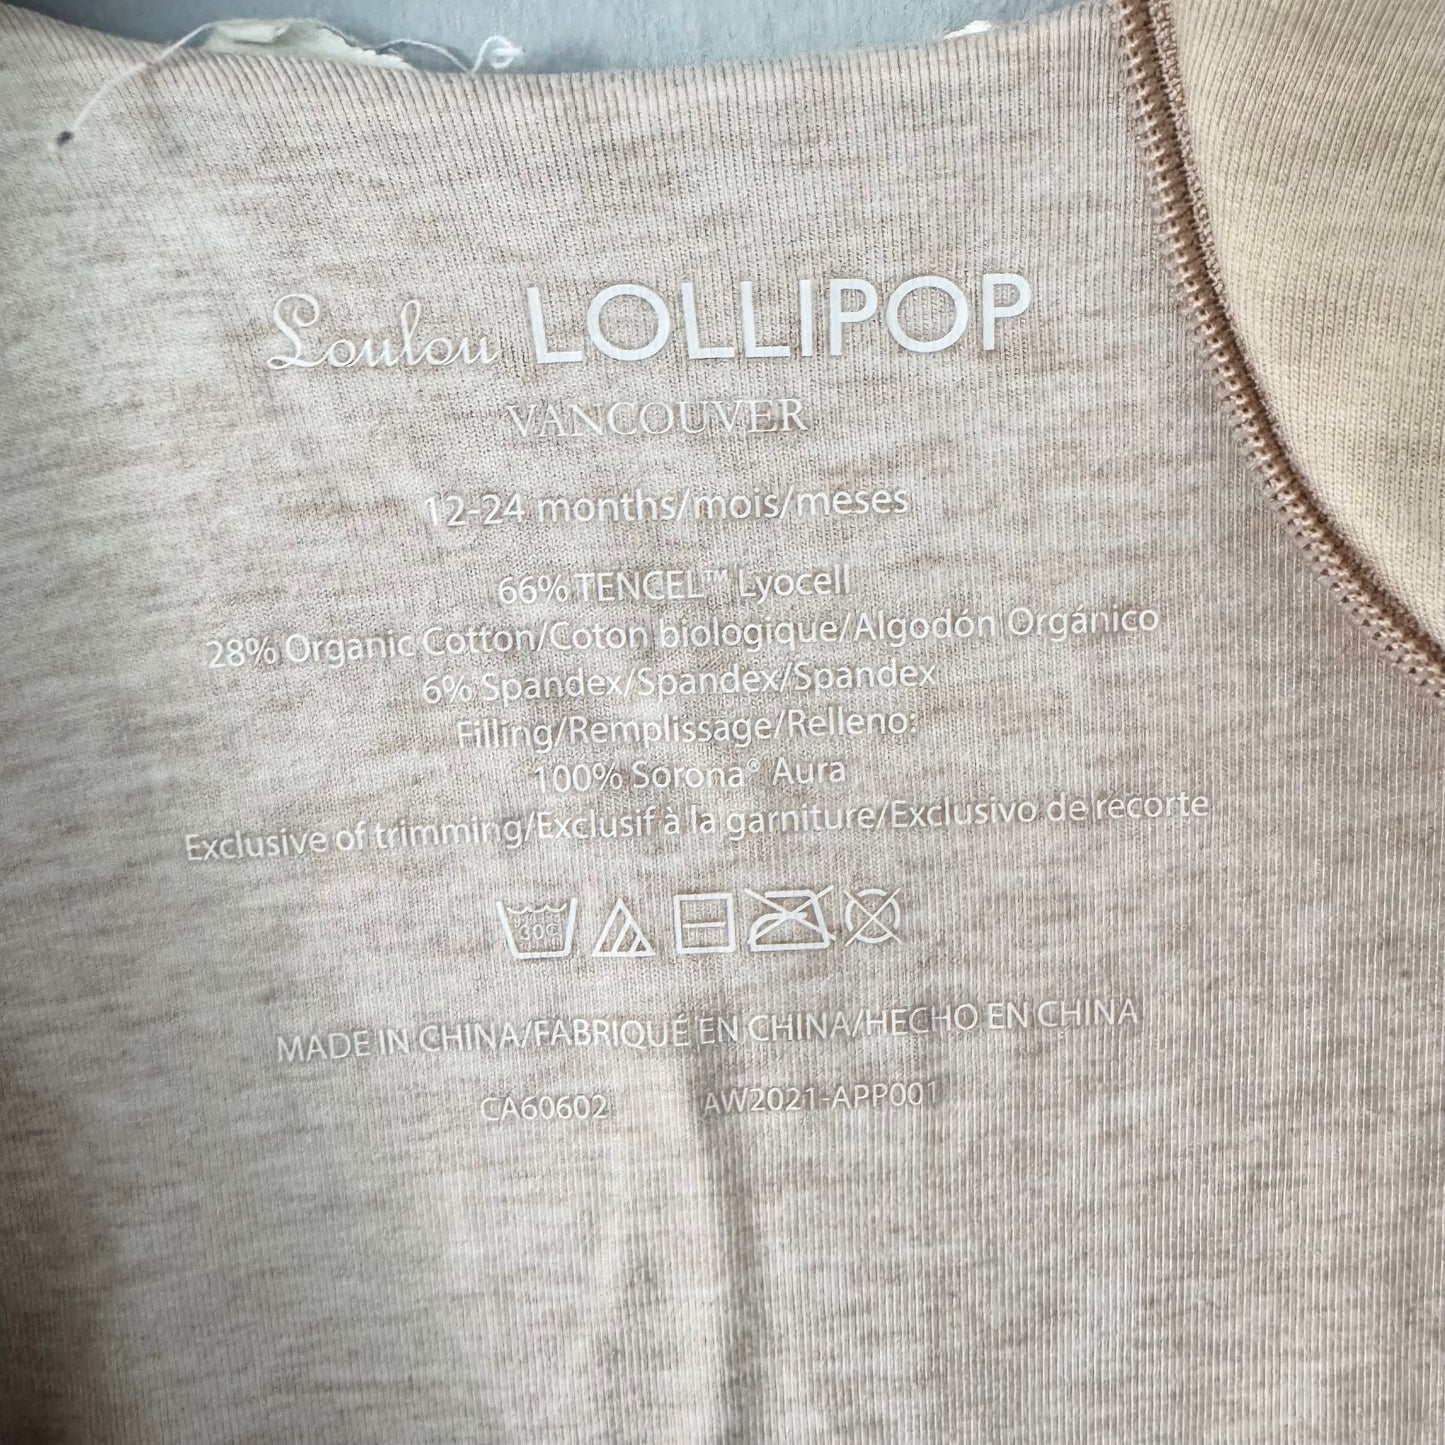 Loulou LOLLIPOP
VANCOUVER
12-24 months/mois/meses
66% TENCEL™ Lyocell
28% Organic Cotton/Coton biologique/Algodón Orgánico
6% Spandex/Spandex/Spandex
Filling/Remplissage/Relleno:
100% Sorona® Aura
Exclusive of trimming/Exclusif à la garniture/Exclusivo de recorte
30C
MADE IN CHINA/FABRIQUÉ EN CHINA/HECHO EN CHINA
CA60602 AW2021-APP001